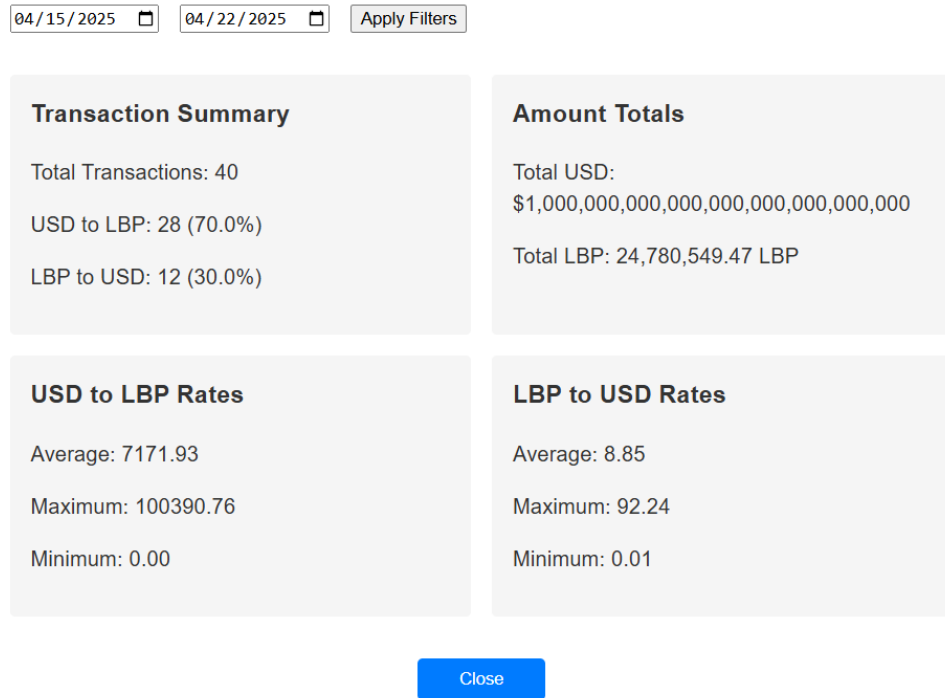 04/15/2025 04/22/2025 Apply Filters
Transaction Summary
Total Transactions: 40
USD to LBP: 28 (70.0%)
LBP to USD: 12 (30.0%)
Amount Totals
Total USD:
$1,000,000,000,000,000,000,000,000,000
Total LBP: 24,780,549.47 LBP
USD to LBP Rates
Average: 7171.93
Maximum: 100390.76
Minimum: 0.00
LBP to USD Rates
Average: 8.85
Maximum: 92.24
Minimum: 0.01
Close